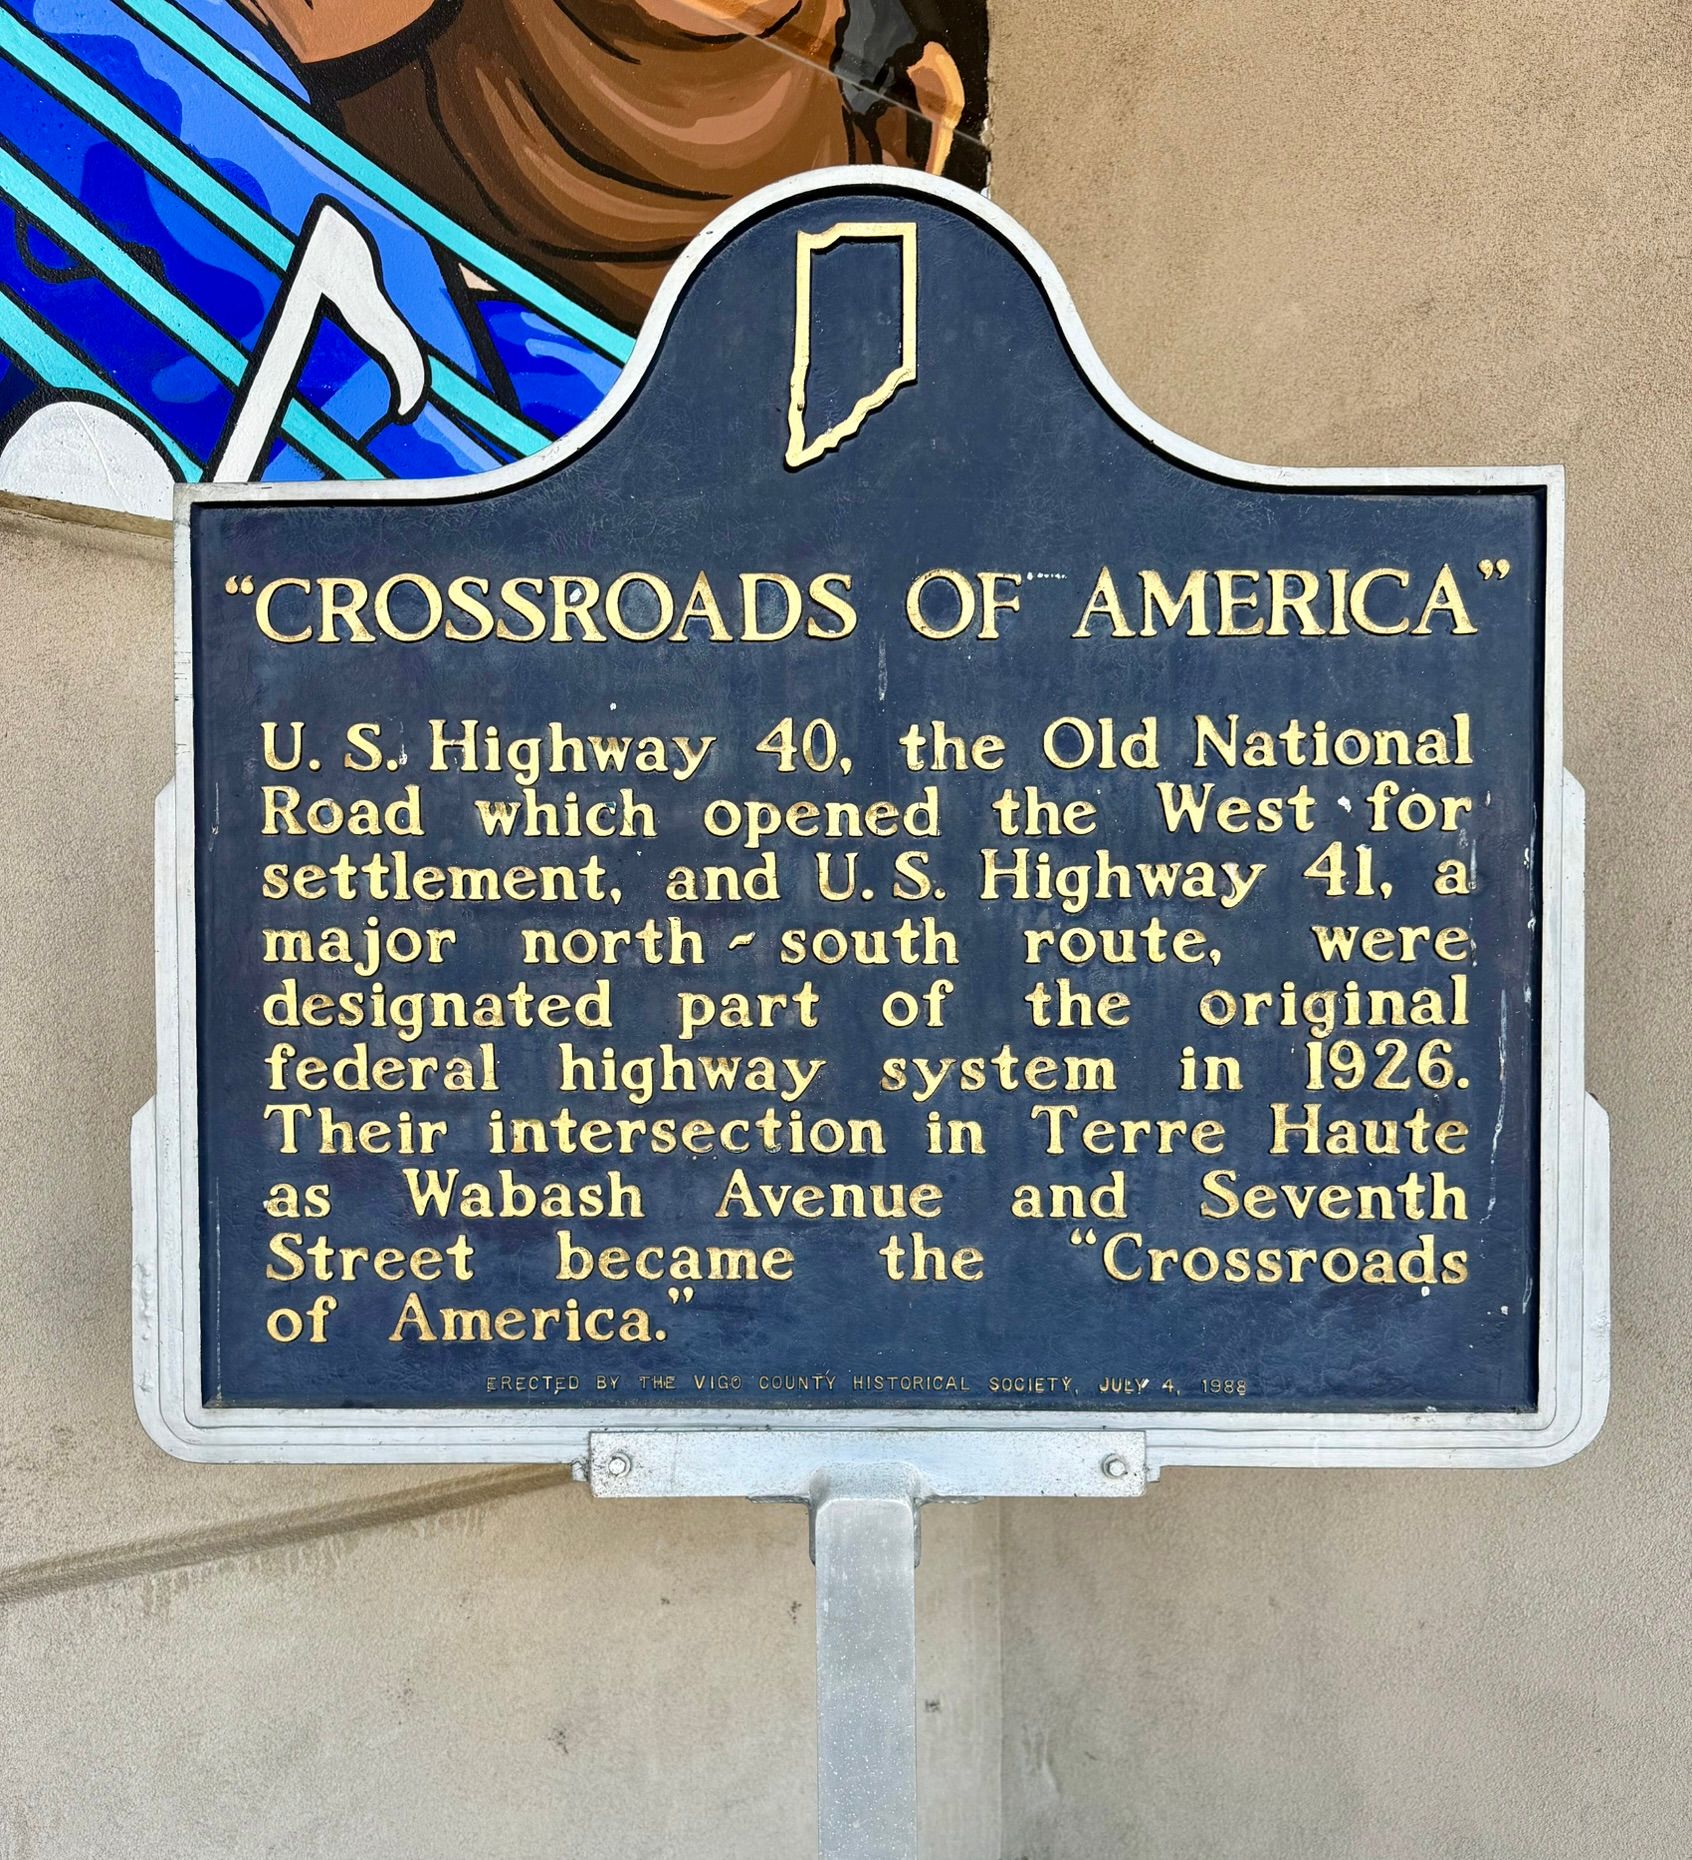 “CROSSROADS OF AMERICA”
U. S. Highway 40, the Old National
Road which opened the West for
settlement, and U. S. Highway 41, a
major north-south route, were
designated part of the original
federal highway system in 1926.
Their intersection in Terre Haute
as Wabash Avenue and Seventh
Street became the “Crossroads
of America.”
ERECTED BY THE VIGO COUNTY HISTORICAL SOCIETY, JULY 4, 1988